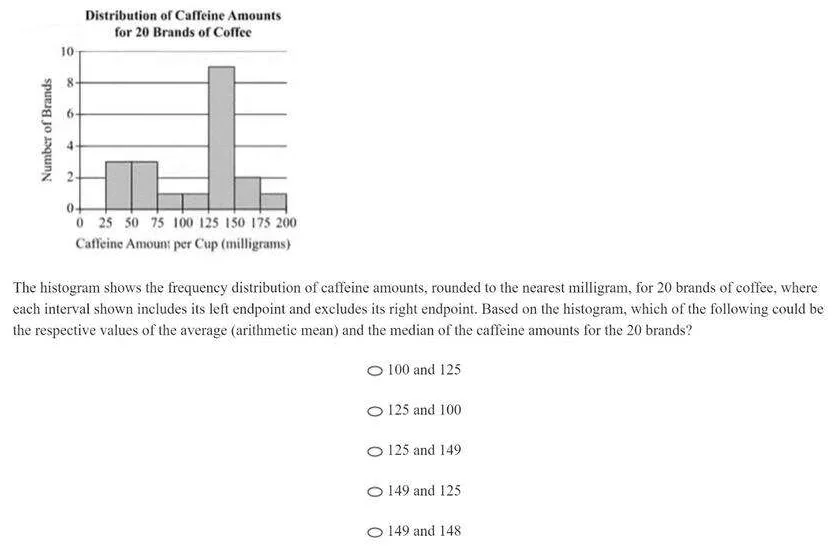 Distribution of Caffeine Amounts
for 20 Brands of Coffee
Number of Brands
10
8
6
4
2
0
0 25 50 75 100 125 150 175 200
Caffeine Amount per Cup (milligrams)
The histogram shows the frequency distribution of caffeine amounts, rounded to the nearest milligram, for 20 brands of coffee, where
each interval shown includes its left endpoint and excludes its right endpoint. Based on the histogram, which of the following could be
the respective values of the average (arithmetic mean) and the median of the caffeine amounts for the 20 brands?
100 and 125
125 and 100
125 and 149
149 and 125
149 and 148